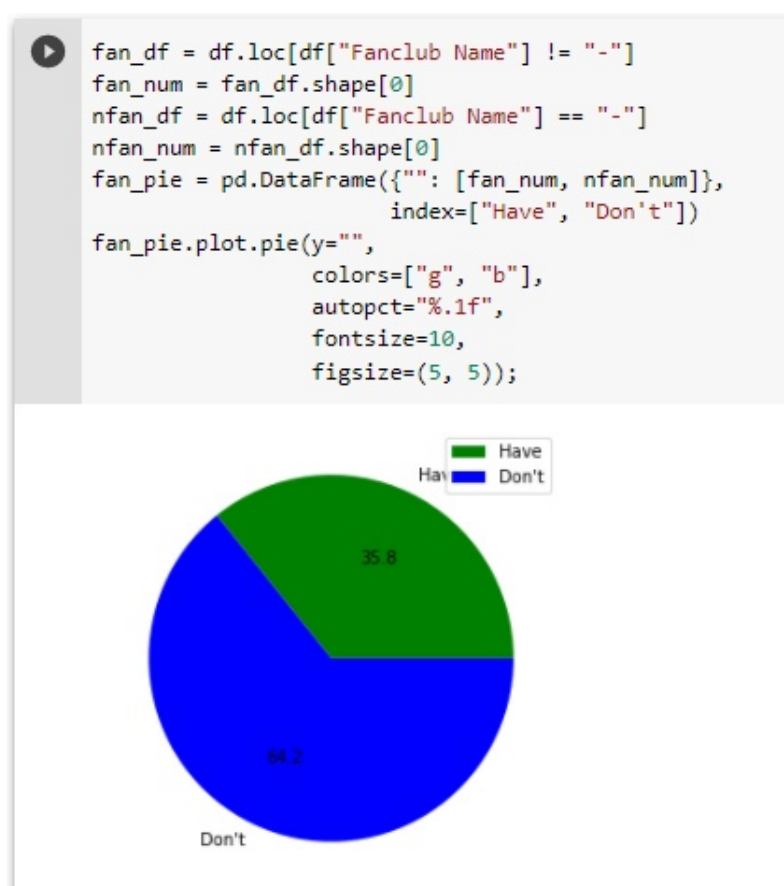 fan_df = df.loc[df["Fanclub Name"] != "-"]
fan_num = fan_df.shape[0]
nfan_df = df.loc[df["Fanclub Name"] == "-"]
nfan_num = nfan_df.shape[0]
fan_pie = pd.DataFrame({"": [fan_num, nfan_num]},
                       index=["Have", "Don't"])
fan_pie.plot.pie(y="",
                 colors=["g", "b"],
                 autopct="%.1f",
                 fontsize=10,
                 figsize=(5, 5));
Have
Don't
35.8
64.2
Don't